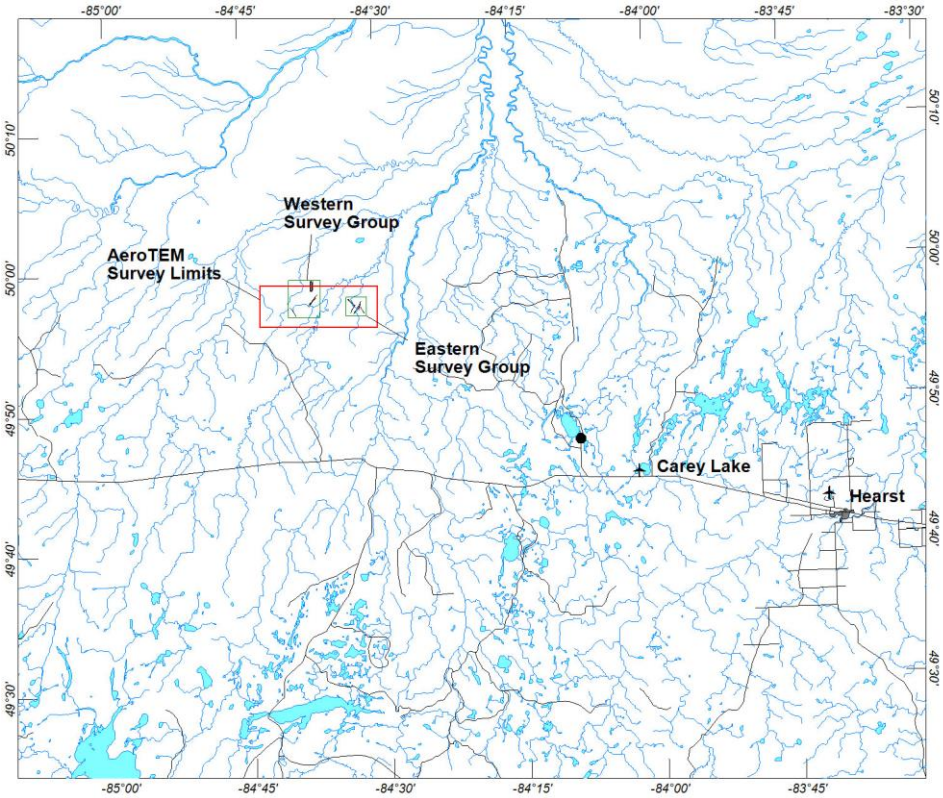 -85°00'
-84°45'
-84°30'
-84°15'
-84°00'
-83°45'
-83°30'
50°10'
50°10'
Western
Survey Group
AeroTEM
Survey Limits
50°00'
50°00'
Eastern
Survey Group
49°50'
49°50'
Carey Lake
Hearst
49°40'
49°40'
49°30'
49°30'
-85°00'
-84°45'
-84°30'
-84°15'
-84°00'
-83°45'